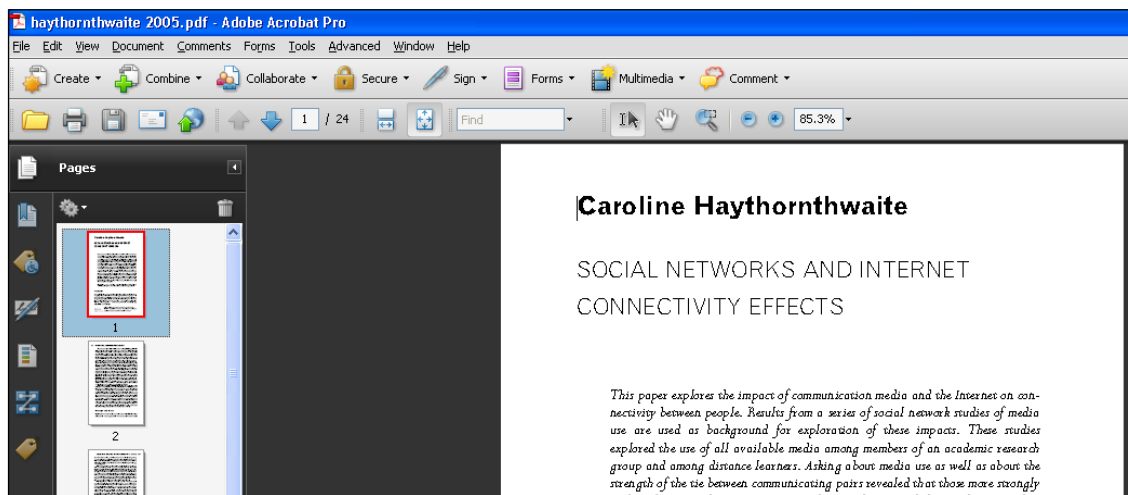 haythornthwaite 2005.pdf - Adobe Acrobat Pro
File Edit View Document Comments Forms Tools Advanced Window Help
Create Combine Collaborate Secure Sign Forms Multimedia Comment
1 / 24 Find 85.3%
Pages
1
2
Caroline Haythornthwaite
SOCIAL NETWORKS AND INTERNET
CONNECTIVITY EFFECTS
This paper explores the impact of communication media and the Internet on con-
nectivity between people. Results from a series of social network studies of media
use are used as background for exploration of these impacts. These studies
explored the use of all available media among members of an academic research
group and among distance learners. Asking about media use as well as about the
strength of the tie between communicating pairs revealed that those more strongly